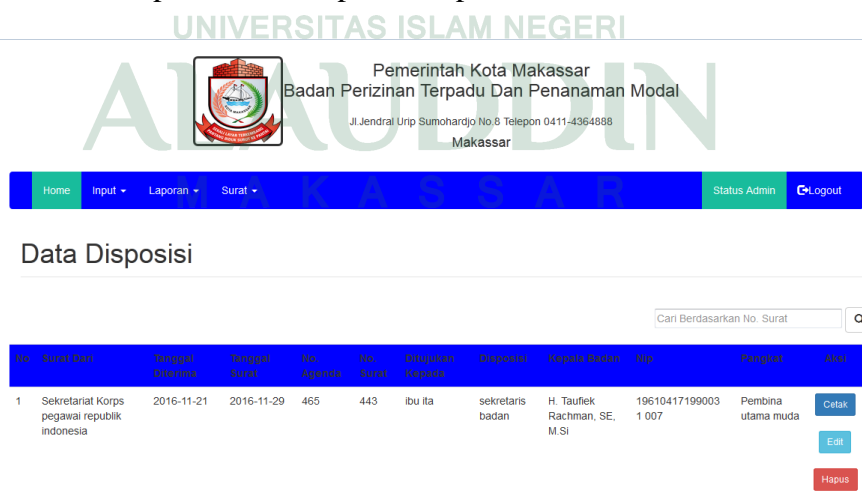 UNIVERSITAS ISLAM NEGERI
ALAUDDIN
MAKASSAR
Pemerintah Kota Makassar
Badan Perizinan Terpadu Dan Penanaman Modal
Jl.Jendral Urip Sumohardjo No.8 Telepon 0411-4364888
Makassar
Home Input Laporan Surat Status Admin Logout
Data Disposisi
Cari Berdasarkan No. Surat
No Surat Dari Tanggal Diterima Tanggal Surat No. Agenda No. Surat Ditujukan Kepada Disposisi Kepala Badan Nip Pangkat Aksi
1 Sekretariat Korps pegawai republik indonesia 2016-11-21 2016-11-29 465 443 ibu ita sekretaris badan H. Taufiek Rachman, SE, M.Si 19610417199003 1 007 Pembina utama muda Cetak
Edit
Hapus